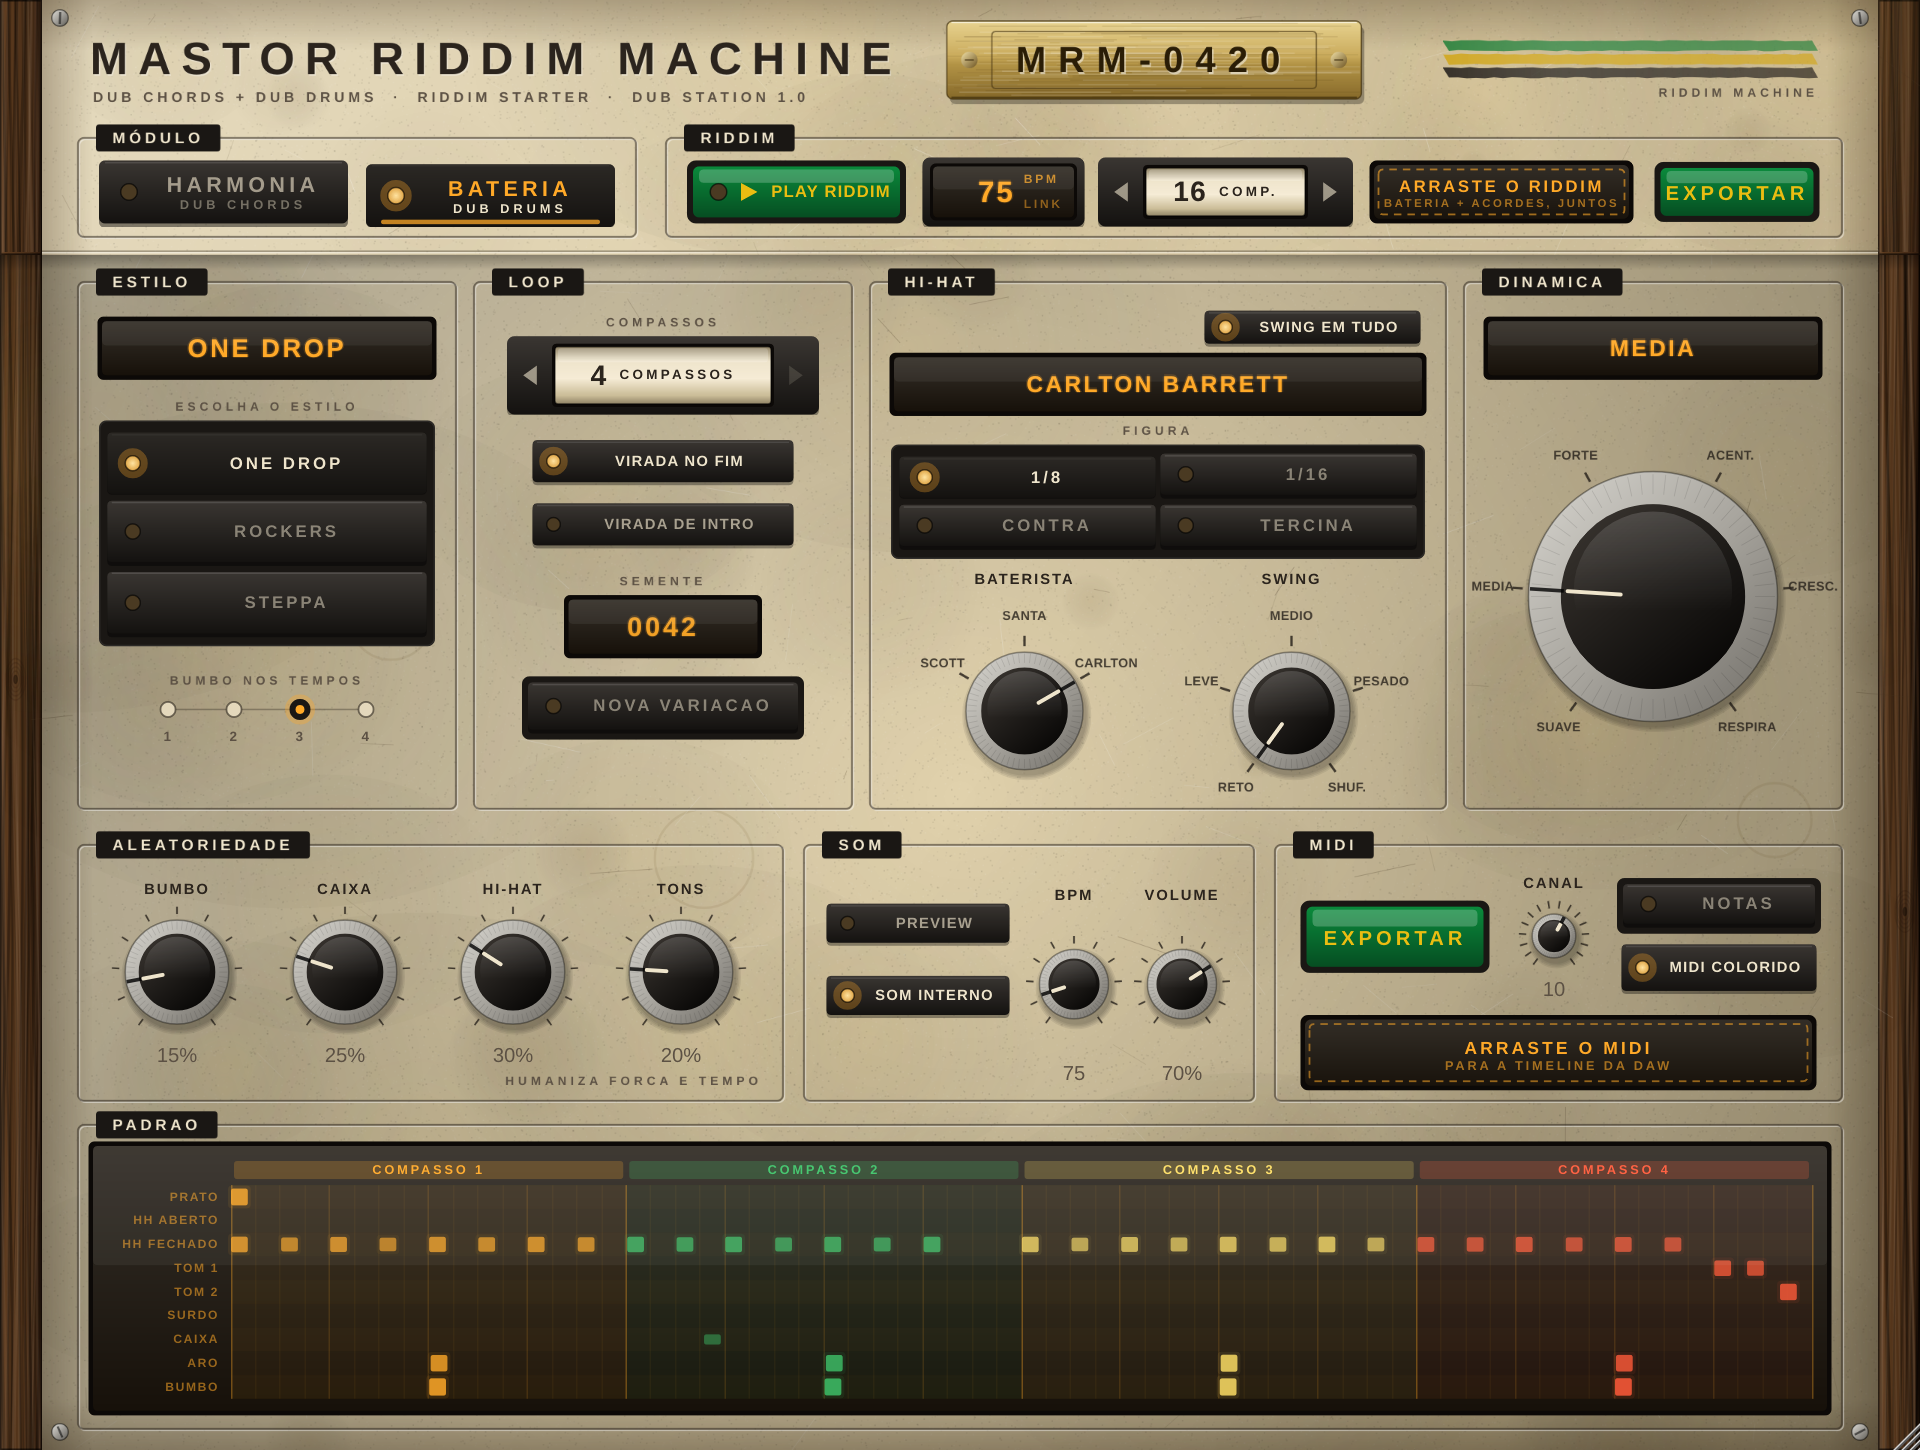 MASTOR RIDDIM MACHINE
DUB CHORDS + DUB DRUMS · RIDDIM STARTER · DUB STATION 1.0
MRM-0420
RIDDIM MACHINE
MÓDULO
HARMONIA
DUB CHORDS
BATERIA
DUB DRUMS
RIDDIM
PLAY RIDDIM
75 BPM
LINK
16 COMP.
ARRASTE O RIDDIM
BATERIA + ACORDES, JUNTOS
EXPORTAR
ESTILO
ONE DROP
ESCOLHA O ESTILO
ONE DROP
ROCKERS
STEPPA
BUMBO NOS TEMPOS
1 2 3 4
LOOP
COMPASSOS
4 COMPASSOS
VIRADA NO FIM
VIRADA DE INTRO
SEMENTE
0042
NOVA VARIACAO
HI-HAT
SWING EM TUDO
CARLTON BARRETT
FIGURA
1/8
1/16
CONTRA
TERCINA
BATERISTA
SANTA
SCOTT
CARLTON
SWING
MEDIO
LEVE
PESADO
RETO
SHUF.
DINAMICA
MEDIA
FORTE
ACENT.
MEDIA
CRESC.
SUAVE
RESPIRA
ALEATORIEDADE
BUMBO
CAIXA
HI-HAT
TONS
15%
25%
30%
20%
HUMANIZA FORCA E TEMPO
SOM
PREVIEW
SOM INTERNO
BPM
VOLUME
75
70%
MIDI
EXPORTAR
CANAL
10
NOTAS
MIDI COLORIDO
ARRASTE O MIDI
PARA A TIMELINE DA DAW
PADRAO
COMPASSO 1
COMPASSO 2
COMPASSO 3
COMPASSO 4
PRATO
HH ABERTO
HH FECHADO
TOM 1
TOM 2
SURDO
CAIXA
ARO
BUMBO